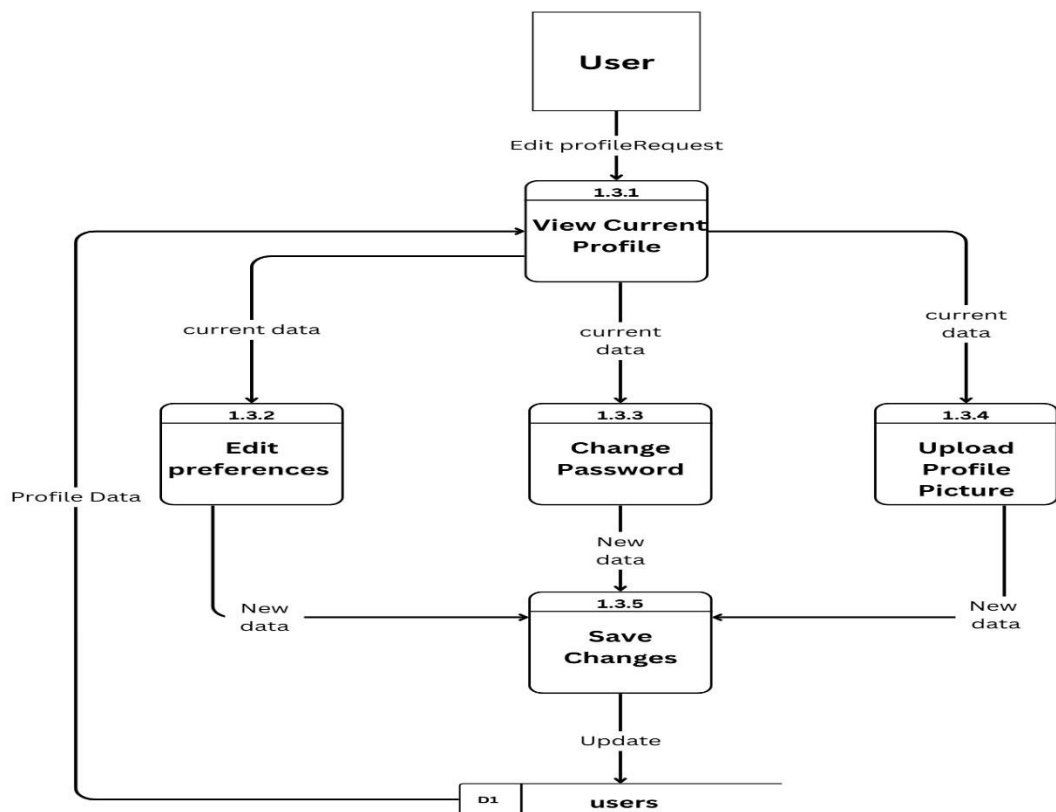 User
Edit profileRequest
1.3.1
View Current
Profile
current data
current
data
current
data
1.3.2
Edit
preferences
1.3.3
Change
Password
1.3.4
Upload
Profile
Picture
Profile Data
New
data
New
data
New
data
1.3.5
Save
Changes
Update
D1
users